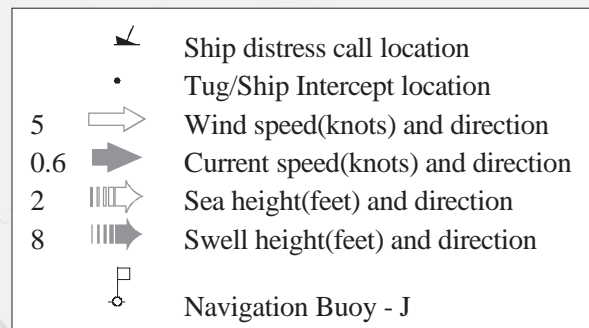 Ship distress call location
Tug/Ship Intercept location
5 Wind speed(knots) and direction
0.6 Current speed(knots) and direction
2 Sea height(feet) and direction
8 Swell height(feet) and direction
Navigation Buoy - J